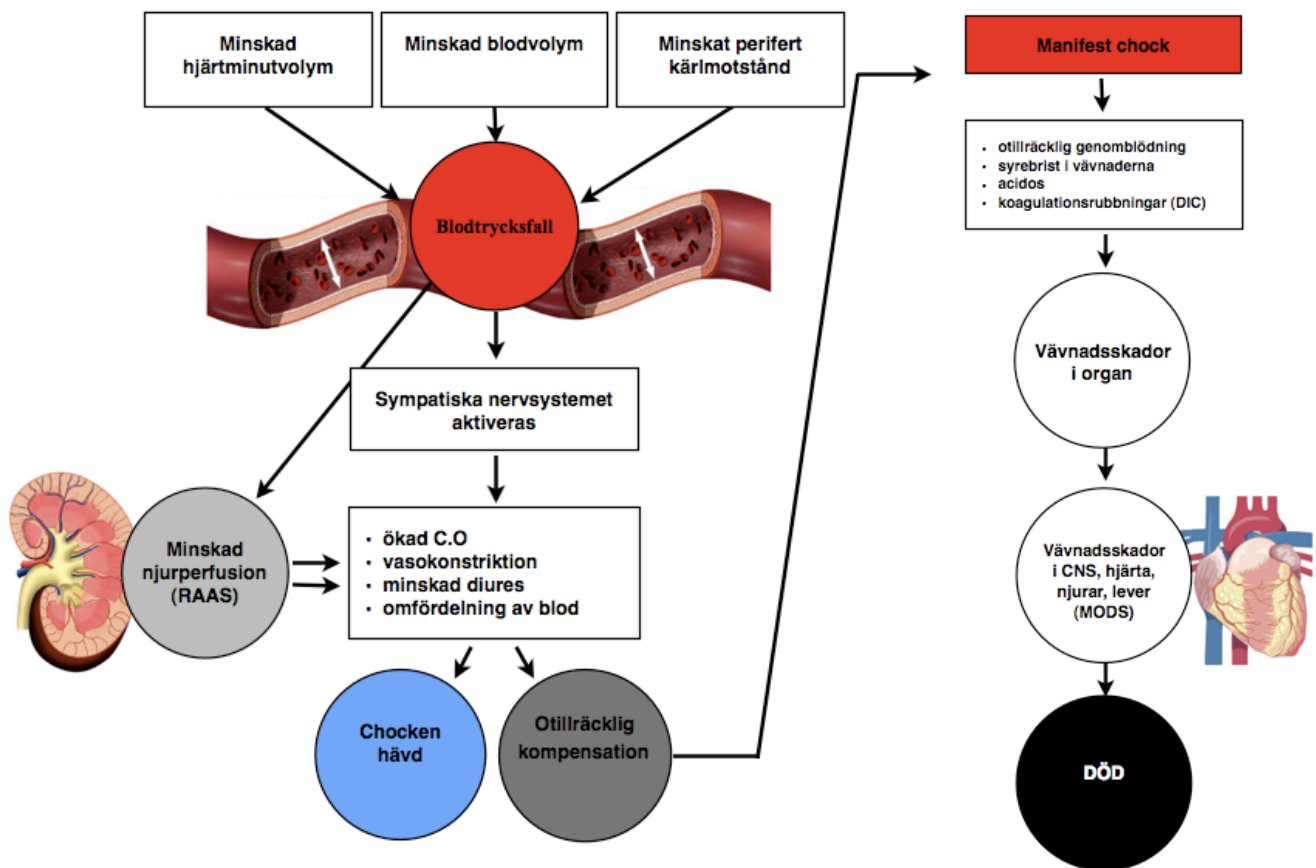 Minskad
hjärtminutvolym
Minskad blodvolym
Minskat perifert
kärlmotstånd
Blodtrycksfall
Sympatiska nervsystemet
aktiveras
Minskad
njurperfusion
(RAAS)
• ökad C.O
• vasokonstriktion
• minskad diures
• omfördelning av blod
Chocken
hävd
Otillräcklig
kompensation
Manifest chock
• otillräcklig genomblödning
• syrebrist i vävnaderna
• acidos
• koagulationsrubbningar (DIC)
Vävnadsskador
i organ
Vävnadsskador
i CNS, hjärta,
njurar, lever
(MODS)
DÖD